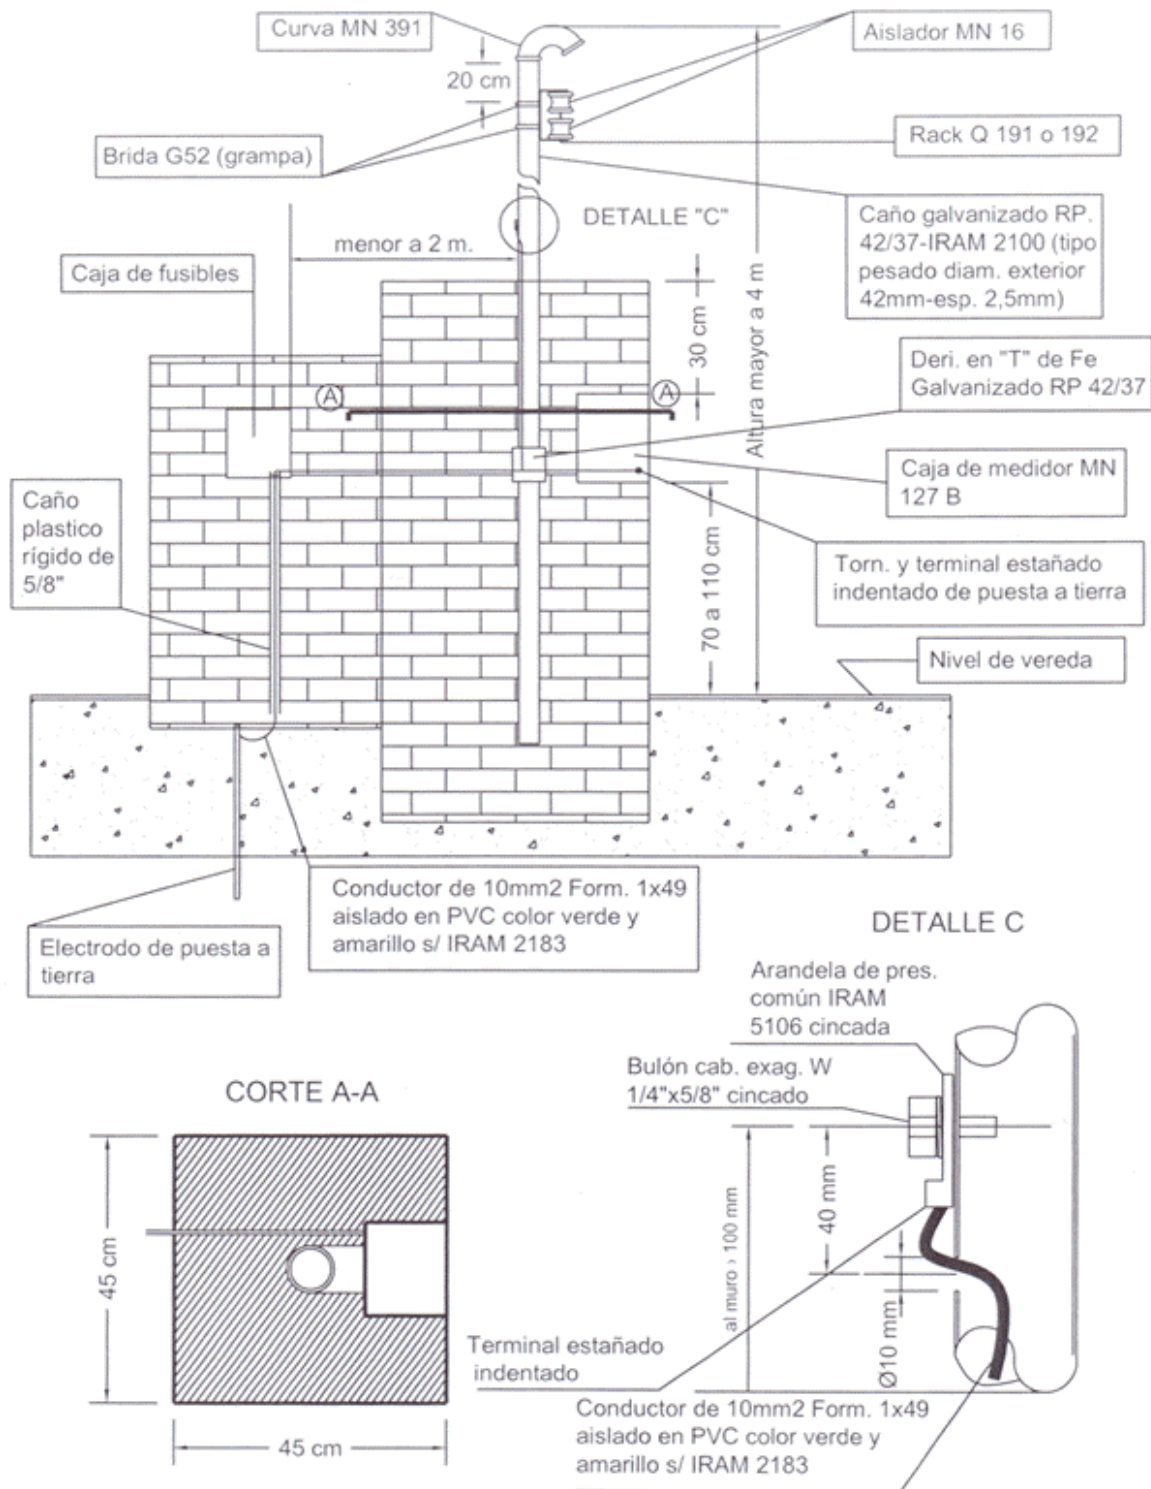 Curva MN 391
Aislador MN 16
20 cm
Brida G52 (grampa)
Rack Q 191 o 192
DETALLE "C"
menor a 2 m.
Caja de fusibles
Caño galvanizado RP.
42/37-IRAM 2100 (tipo
pesado diam. exterior
42mm-esp. 2,5mm)
Altura mayor a 4 m
30 cm
Deri. en "T" de Fe
Galvanizado RP 42/37
A
A
Caja de medidor MN
127 B
Caño
plastico
rígido de
5/8"
70 a 110 cm
Torn. y terminal estañado
indentado de puesta a tierra
Nivel de vereda
Conductor de 10mm2 Form. 1x49
aislado en PVC color verde y
amarillo s/ IRAM 2183
Electrodo de puesta a
tierra
DETALLE C
Arandela de pres.
común IRAM
5106 cincada
Bulón cab. exag. W
1/4"x5/8" cincado
CORTE A-A
45 cm
45 cm
al muro > 100 mm
40 mm
Ø10 mm
Terminal estañado
indentado
Conductor de 10mm2 Form. 1x49
aislado en PVC color verde y
amarillo s/ IRAM 2183